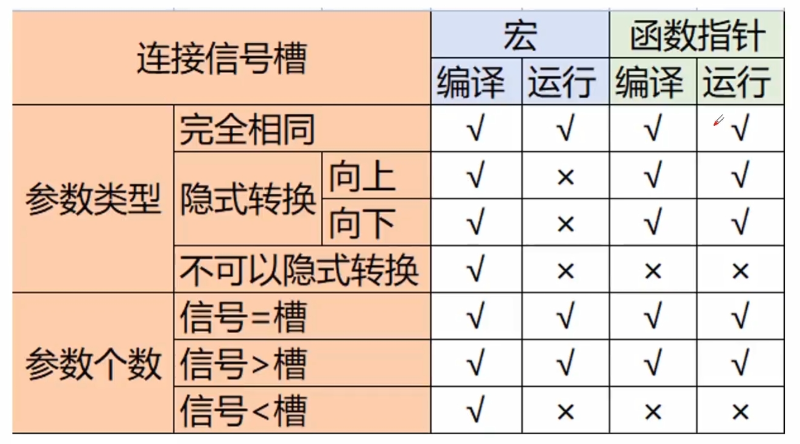 连接信号槽 宏 函数指针
编译 运行 编译 运行
参数类型 完全相同 √ √ √ √
隐式转换 向上 √ × √ √
向下 √ × √ √
不可以隐式转换 √ × × ×
参数个数 信号=槽 √ √ √ √
信号>槽 √ √ √ √
信号<槽 √ × × ×